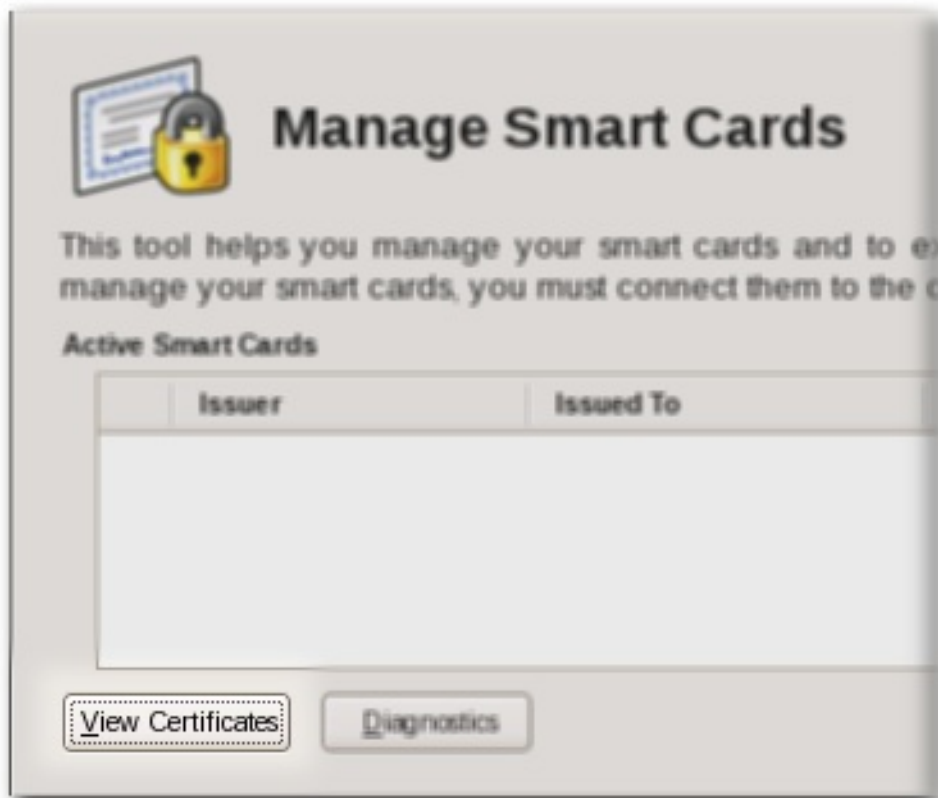 Manage Smart Cards
This tool helps you manage your smart cards and to
manage your smart cards, you must connect them to the
Active Smart Cards
Issuer Issued To
View Certificates Diagnostics